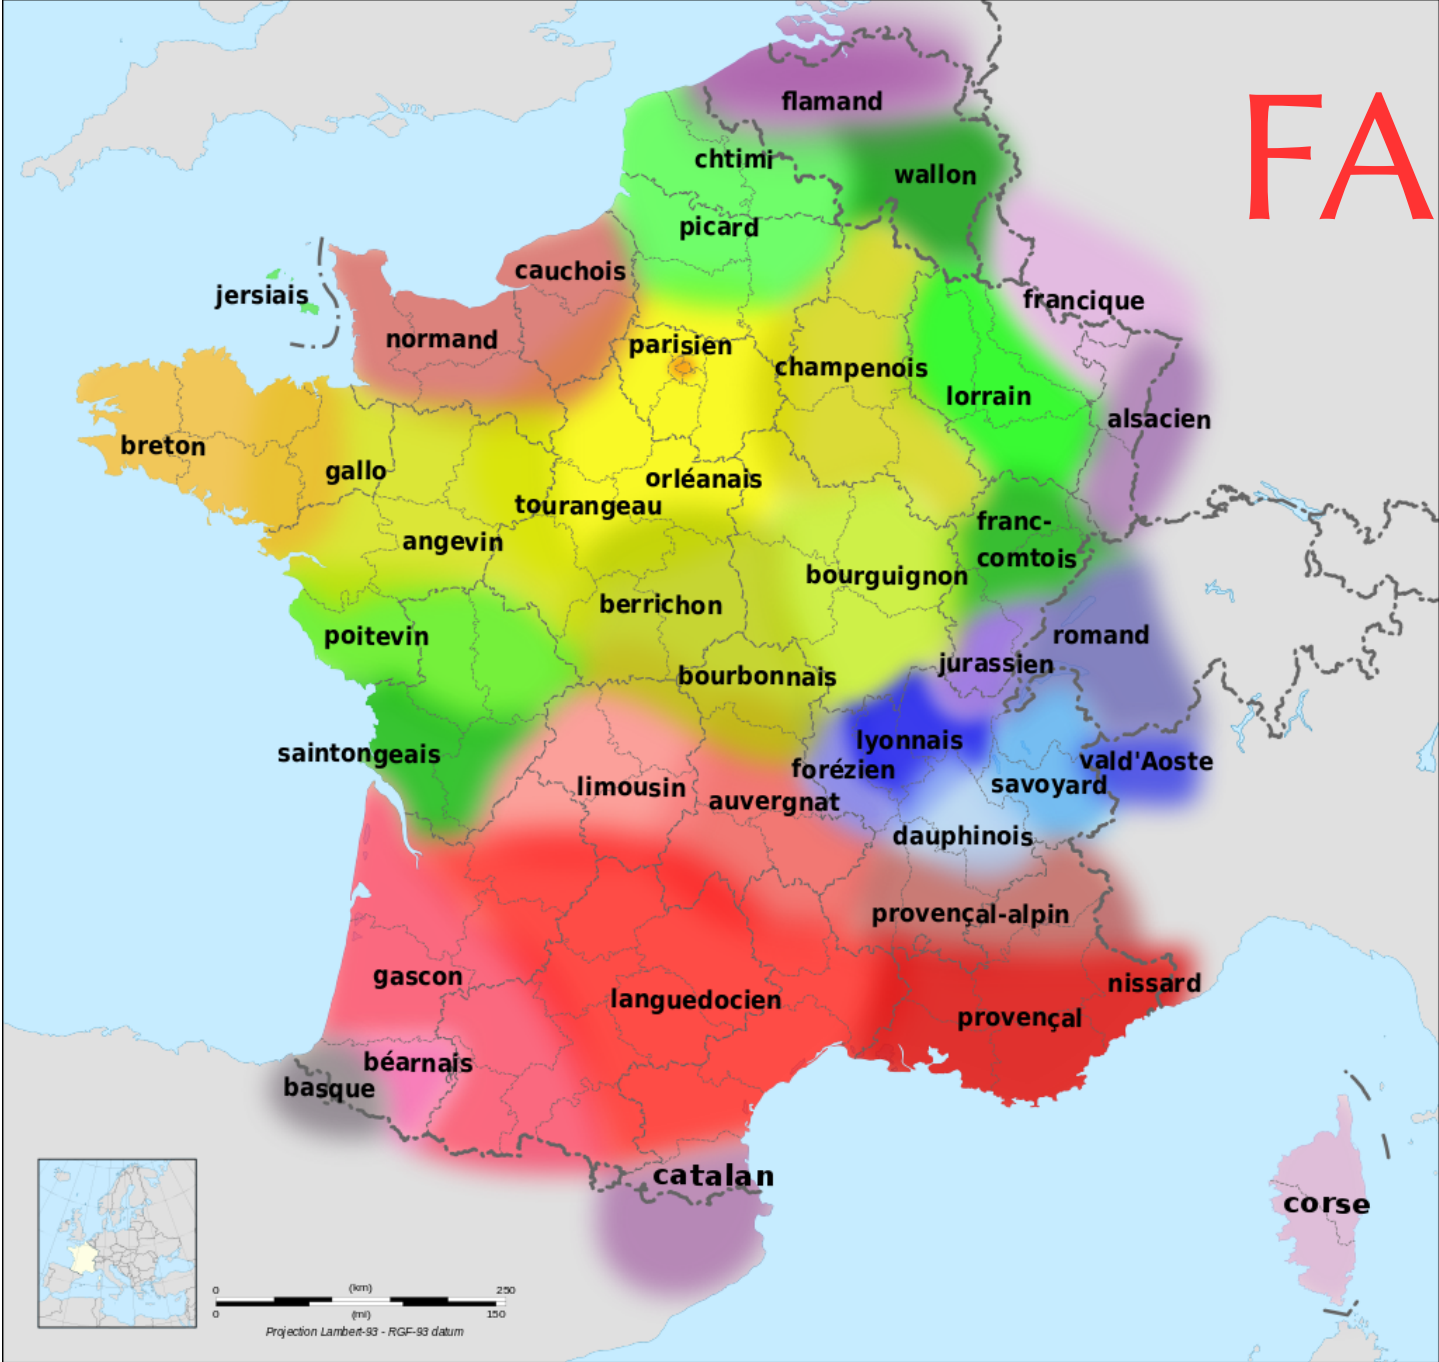 flamand
FA
chtimi
wallon
picard
cauchois
jersiais
francique
normand
parisien
champenois
lorrain
alsacien
breton
gallo
orléanais
tourangeau
franc-
comtois
angevin
bourguignon
berrichon
poitevin
romand
jurassien
bourbonnais
lyonnais
saintongeais
vald'Aoste
forézien
savoyard
limousin
auvergnat
dauphinois
provençal-alpin
gascon
nissard
languedocien
provençal
béarnais
basque
catalan
corse
0 (km) 250
0 (mi) 150
Projection Lambert-93 - RGF-93 datum